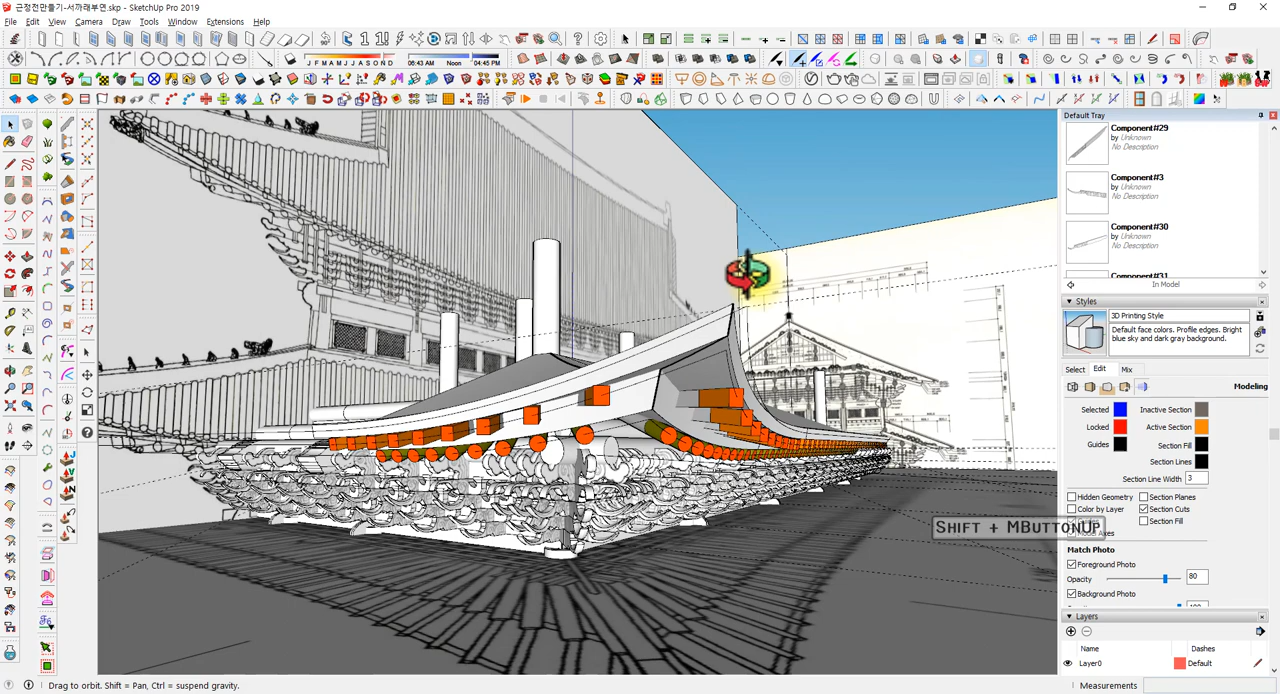 근정전만들기-서까래부연.skp - SketchUp Pro 2019
File Edit View Camera Draw Tools Window Extensions Help
J F M A M J J A S O N D
06:43 AM Noon 04:45 PM
Default Tray
Component#29
by Unknown
No Description
Component#3
by Unknown
No Description
Component#30
by Unknown
No Description
Component#31
In Model
Styles
3D Printing Style
Default face colors. Profile edges. Bright
blue sky and dark gray background.
Select Edit Mix
Modeling
Selected Inactive Section
Locked Active Section
Guides Section Fill
Section Lines
Section Line Width 3
Hidden Geometry Section Planes
Color by Layer Section Cuts
Section Fill
Model Axes
Match Photo
Foreground Photo
Opacity 80
Background Photo
Layers
Name Dashes
Layer0 Default
Shift + MButtonUp
Drag to orbit. Shift = Pan, Ctrl = suspend gravity.
Measurements